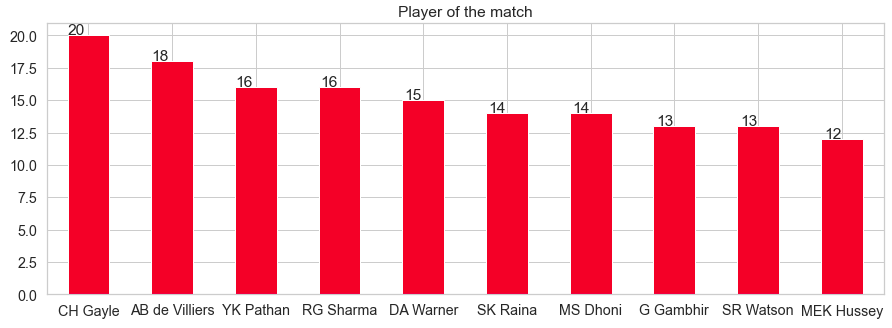 Player of the match
20.0
17.5
15.0
12.5
10.0
7.5
5.0
2.5
0.0
20
18
16
16
15
14
14
13
13
12
CH Gayle
AB de Villiers
YK Pathan
RG Sharma
DA Warner
SK Raina
MS Dhoni
G Gambhir
SR Watson
MEK Hussey